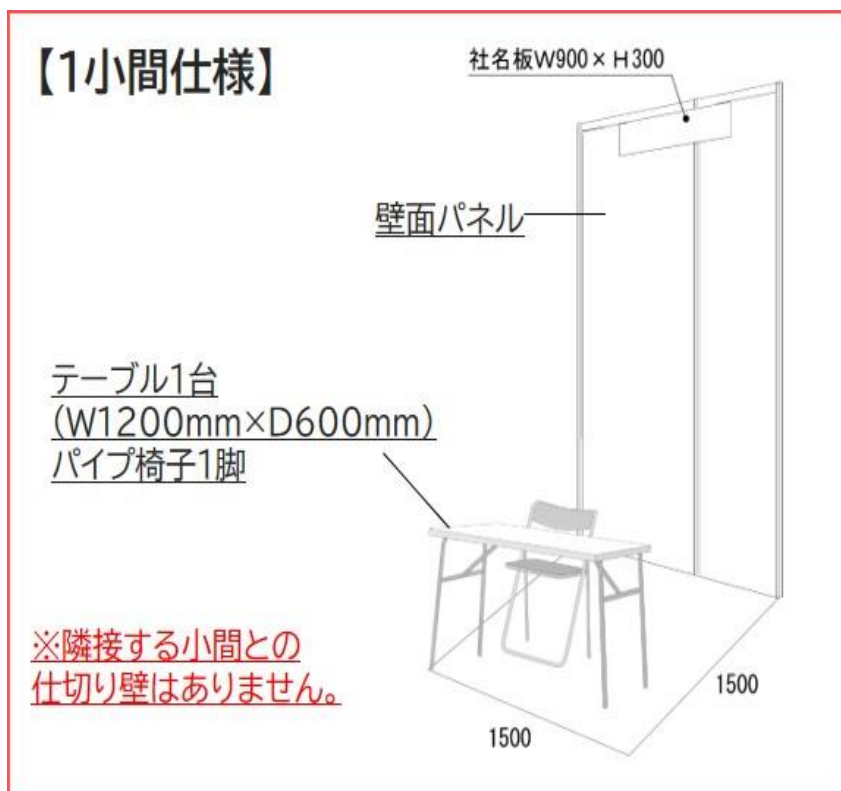 【1小間仕様】
社名板W900×H300
壁面パネル
テーブル1台
(W1200mm×D600mm)
パイプ椅子1脚
※隣接する小間との
仕切り壁はありません。
1500
1500